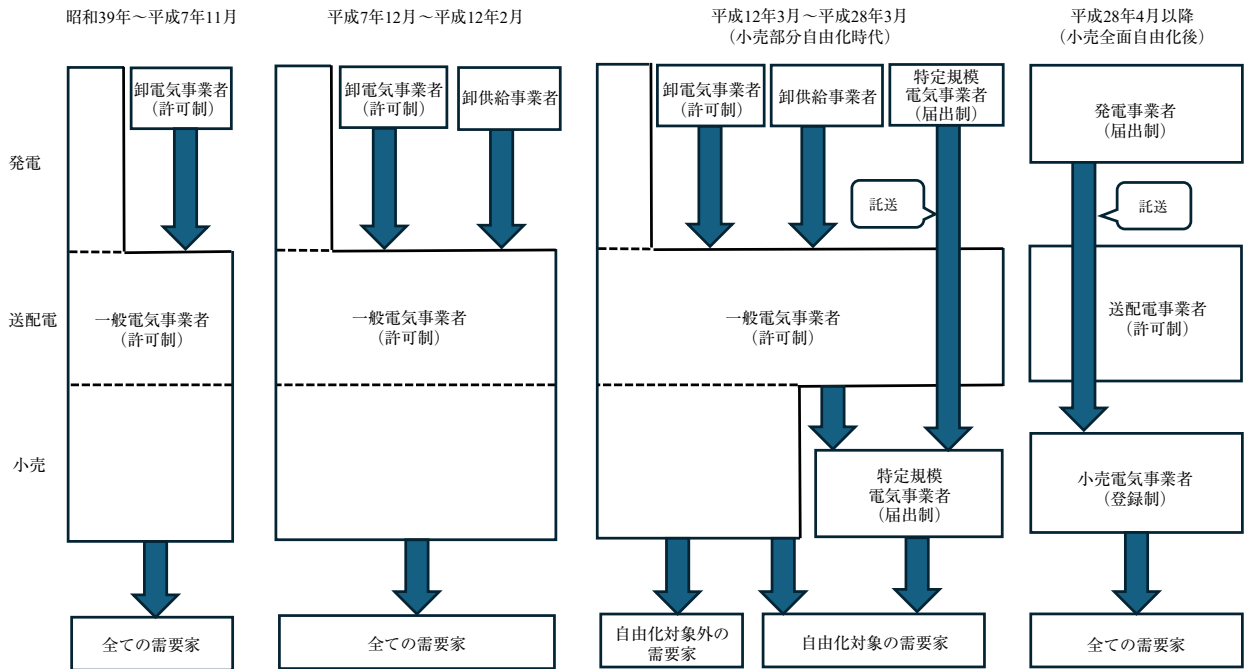 昭和39年～平成7年11月
平成7年12月～平成12年2月
平成12年3月～平成28年3月
（小売部分自由化時代）
平成28年4月以降
（小売全面自由化後）
発電
送配電
小売
卸電気事業者
（許可制）
一般電気事業者
（許可制）
全ての需要家
卸電気事業者
（許可制）
卸供給事業者
一般電気事業者
（許可制）
全ての需要家
卸電気事業者
（許可制）
卸供給事業者
特定規模
電気事業者
（届出制）
託送
一般電気事業者
（許可制）
特定規模
電気事業者
（届出制）
自由化対象外の
需要家
自由化対象の需要家
発電事業者
（届出制）
託送
送配電事業者
（許可制）
小売電気事業者
（登録制）
全ての需要家